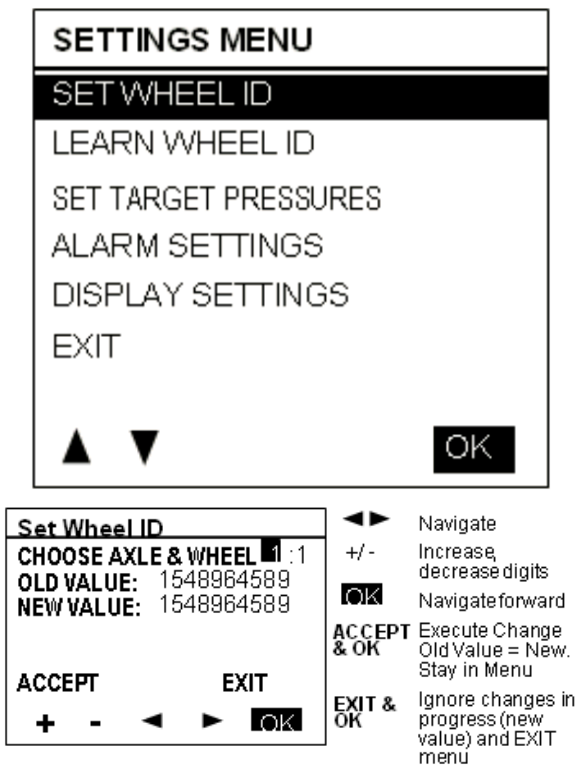 SETTINGS MENU
SET WHEEL ID
LEARN WHEEL ID
SET TARGET PRESSURES
ALARM SETTINGS
DISPLAY SETTINGS
EXIT
▲ ▼ OK
Set Wheel ID
CHOOSE AXLE & WHEEL 1 :1
OLD VALUE: 1548964589
NEW VALUE: 1548964589
ACCEPT EXIT
+ - ◄ ► OK
◄► Navigate
+/- Increase,
decrease digits
OK Navigate forward
ACCEPT & OK Execute Change
Old Value = New.
Stay in Menu
EXIT & OK Ignore changes in
progress (new
value) and EXIT
menu